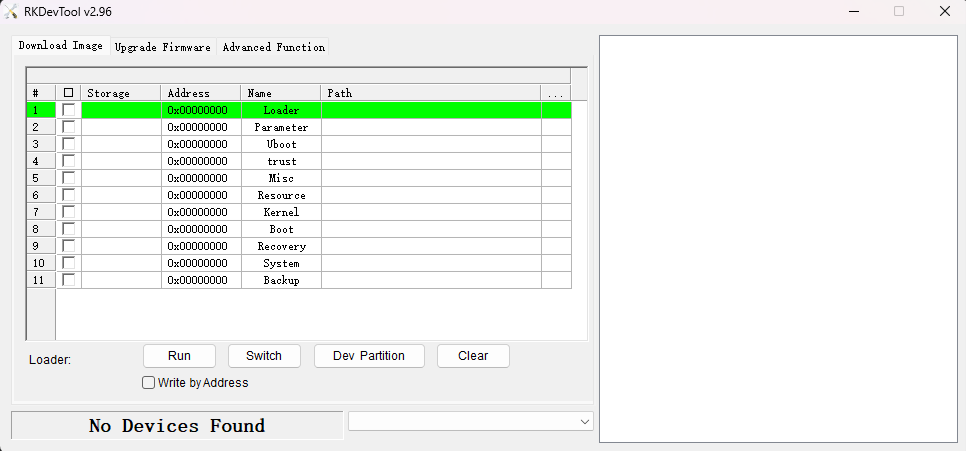 RKDevTool v2.96
Download Image Upgrade Firmware Advanced Function
# Storage Address Name Path ...
1 0x00000000 Loader
2 0x00000000 Parameter
3 0x00000000 Uboot
4 0x00000000 trust
5 0x00000000 Misc
6 0x00000000 Resource
7 0x00000000 Kernel
8 0x00000000 Boot
9 0x00000000 Recovery
10 0x00000000 System
11 0x00000000 Backup
Loader: Run Switch Dev Partition Clear
Write by Address
No Devices Found